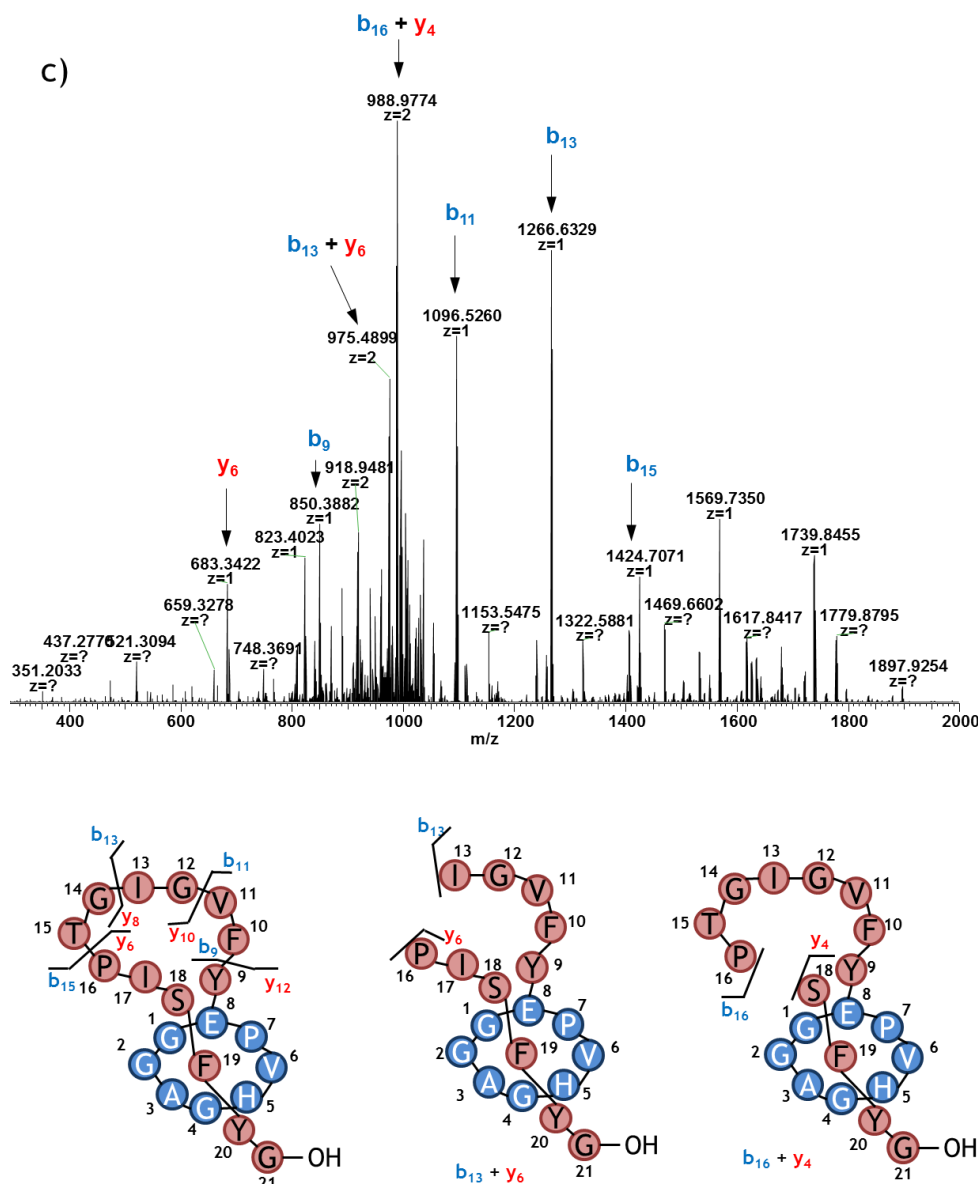 c)
b16 + y4
988.9774
z=2
b13
1266.6329
z=1
b11
1096.5260
z=1
b13 + y6
975.4899
z=2
b9
918.9481
z=2
850.3882
z=1
y6
823.4023
z=1
683.3422
z=1
659.3278
z=?
748.3691
z=?
437.2776
z=?
521.3094
z=?
351.2033
z=?
b15
1424.7071
z=1
1569.7350
z=1
1739.8455
z=1
1153.5475
z=?
1322.5881
z=?
1469.6602
z=?
1617.8417
z=?
1779.8795
z=?
1897.9254
z=?
400 600 800 1000 1200 1400 1600 1800 2000
m/z
b13 13 12 b11
14 I G 11
G V
15 y8 10
T y6 y10 F
P b9 Y 9
b15 16 I 18 y12
17 S 8
1 G E P 7
2 G F 19 V 6
A G H
3 4 5
20 Y
G OH
21
b13 13 12
I G 11
V
10
F
y6 Y 9
P I 18
16 17 S 8
1 G E P 7
2 G F 19 V 6
A G H
3 4 5
20 Y
G OH
21
b13 + y6
13 12
14 I G 11
G V
15 T F 10
P y4 Y 9
16 18 S 8
b16
1 G E P 7
2 G F 19 V 6
A G H
3 4 5
20 Y
G OH
21
b16 + y4